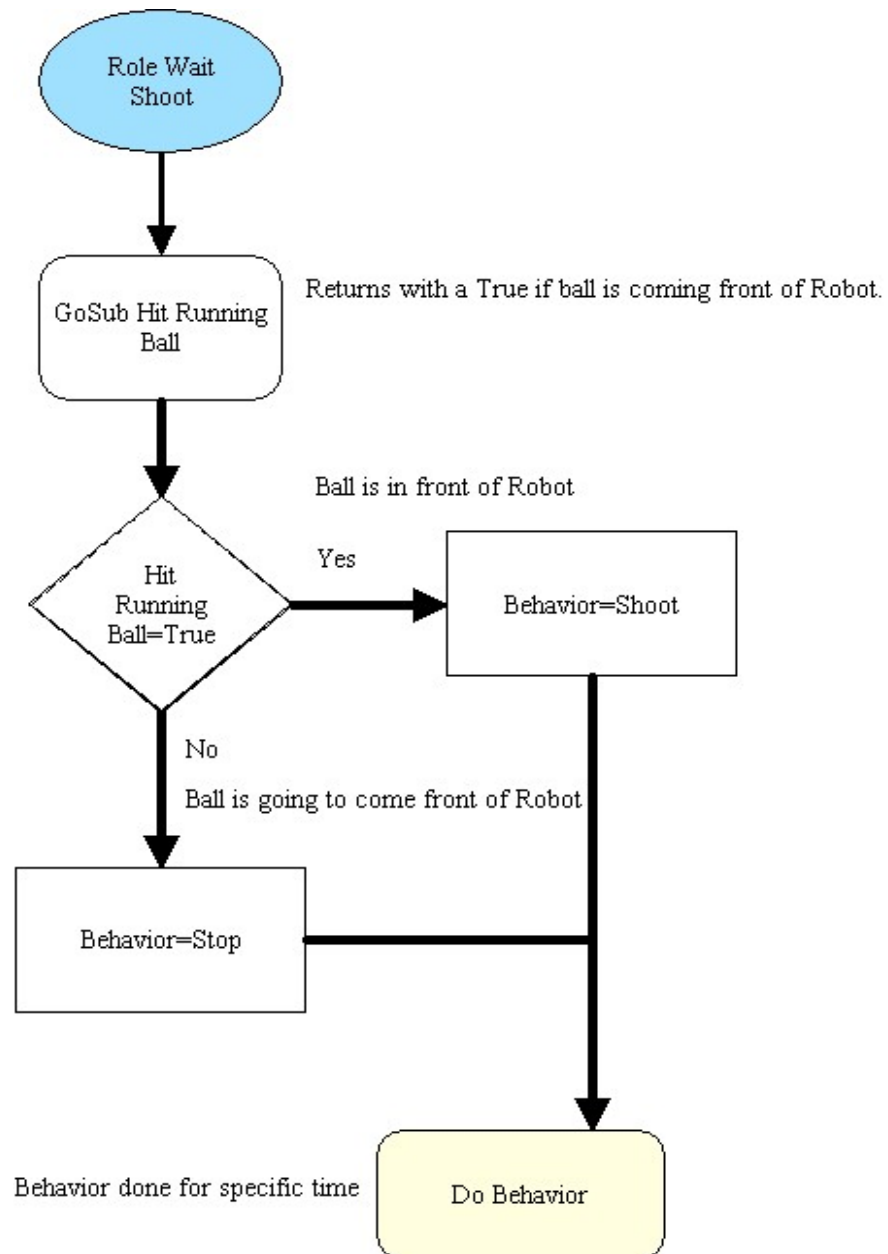 Role Wait
Shoot
GoSub Hit Running
Ball
Returns with a True if ball is coming front of Robot.
Ball is in front of Robot
Yes
Hit
Running
Ball=True
Behavior=Shoot
No
Ball is going to come front of Robot
Behavior=Stop
Behavior done for specific time
Do Behavior